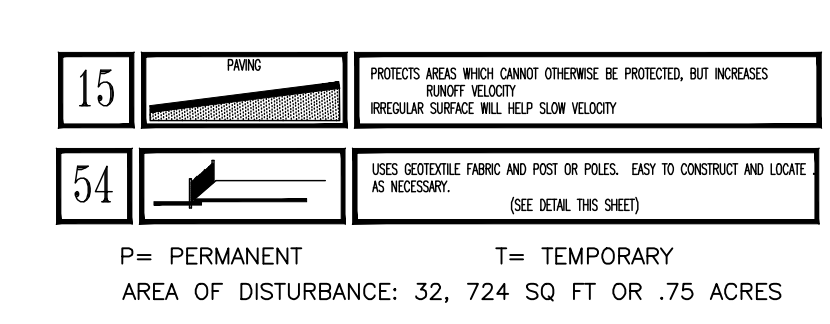 15
PAVING
PROTECTS AREAS WHICH CANNOT OTHERWISE BE PROTECTED, BUT INCREASES
RUNOFF VELOCITY
IRREGULAR SURFACE WILL HELP SLOW VELOCITY
54
USES GEOTEXTILE FABRIC AND POST OR POLES. EASY TO CONSTRUCT AND LOCATE
AS NECESSARY.
(SEE DETAIL THIS SHEET)
P= PERMANENT T= TEMPORARY
AREA OF DISTURBANCE: 32, 724 SQ FT OR .75 ACRES